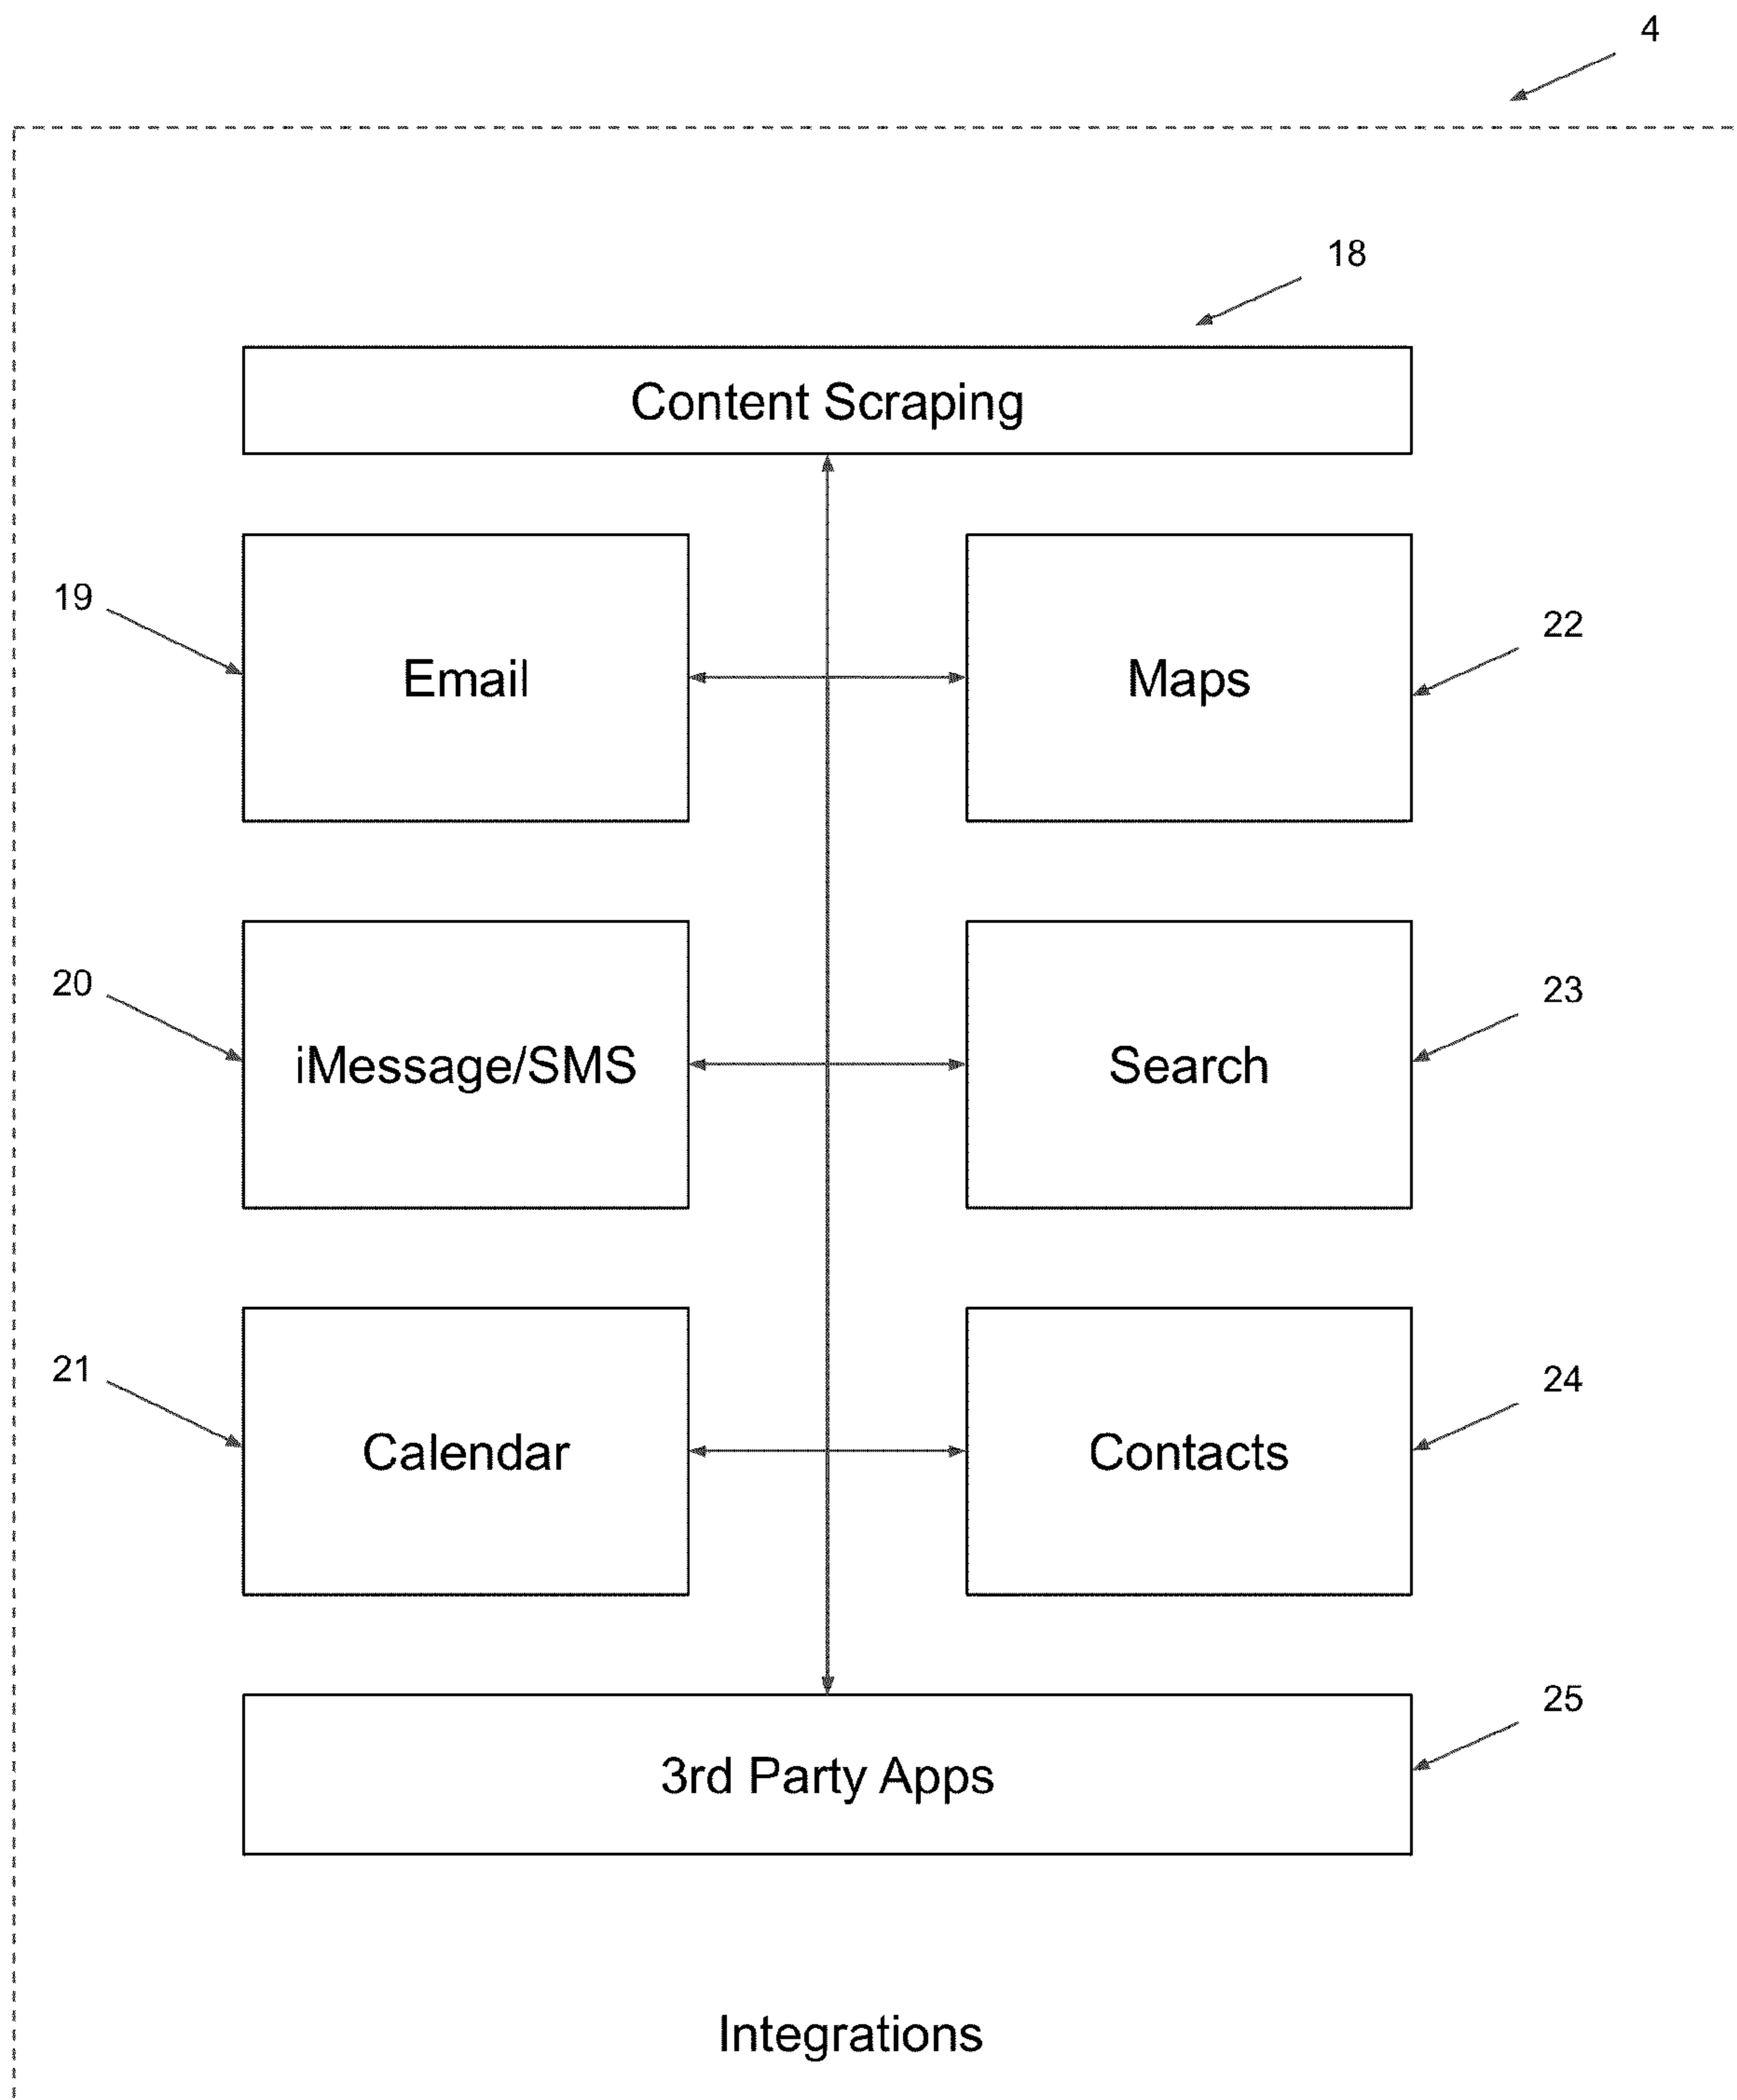 4
18
Content Scraping
19
Email
Maps
22
20
iMessage/SMS
Search
23
21
Calendar
Contacts
24
3rd Party Apps
25
Integrations